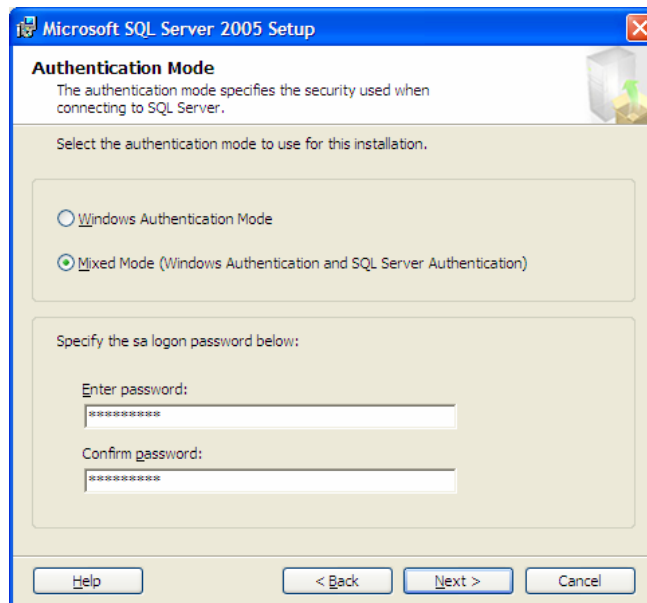 Microsoft SQL Server 2005 Setup
Authentication Mode
The authentication mode specifies the security used when
connecting to SQL Server.
Select the authentication mode to use for this installation.
Windows Authentication Mode
Mixed Mode (Windows Authentication and SQL Server Authentication)
Specify the sa logon password below:
Enter password:
*********
Confirm password:
*********
Help
< Back
Next >
Cancel